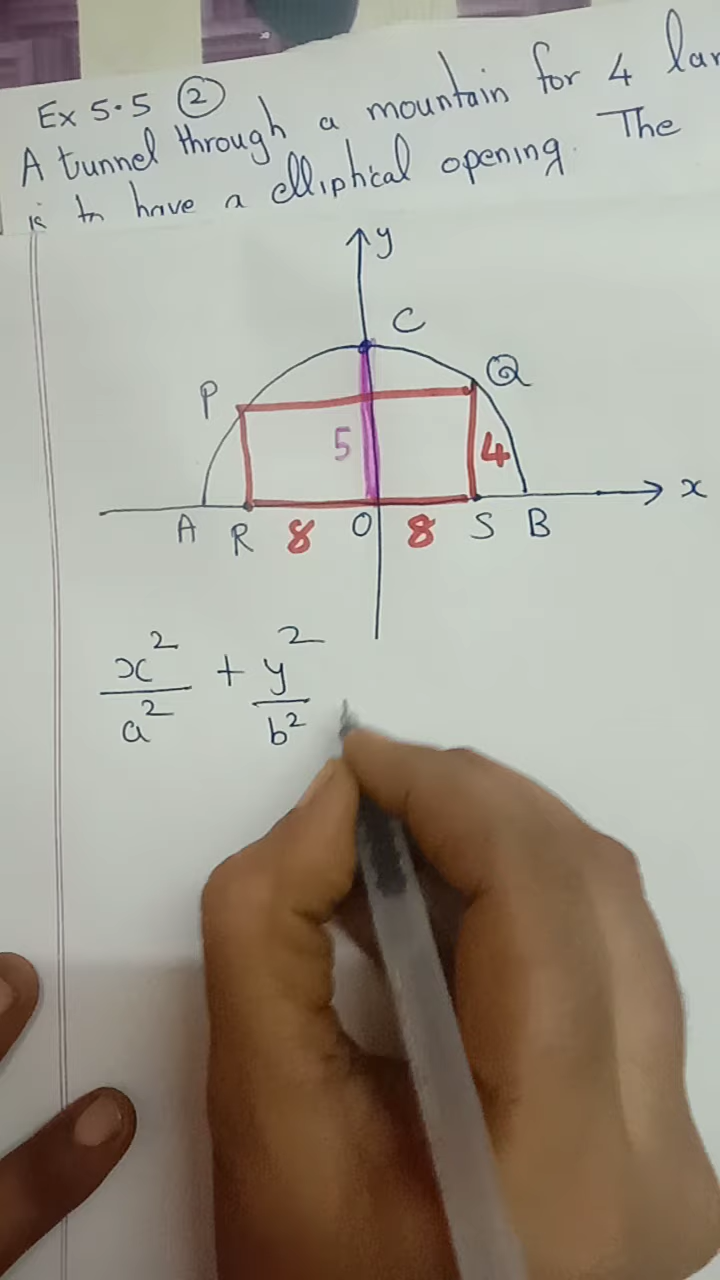 Ex 5.5 ②
A tunnel through a mountain for 4
is to have a elliptical opening. The
y
C
P
Q
5
4
x
A R 8 O 8 S B
x² / a² + y² / b²